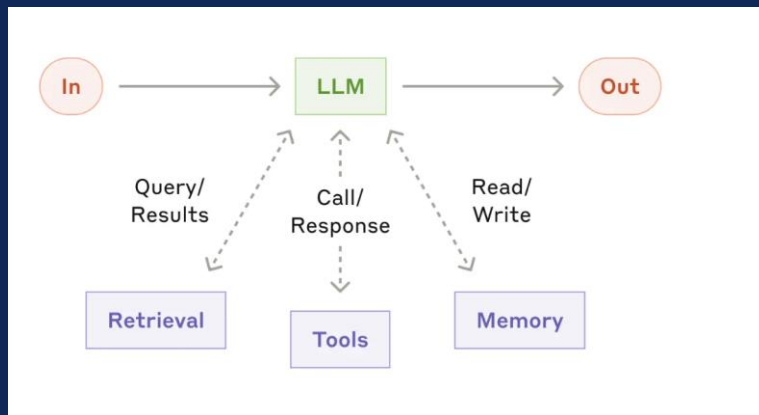 In
LLM
Out
Query/
Results
Call/
Response
Read/
Write
Retrieval
Tools
Memory